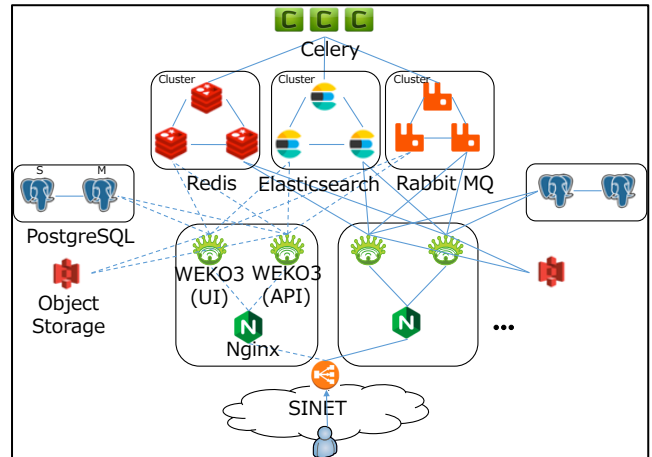 C C C
Celery
Cluster
Cluster
Cluster
Redis
Elasticsearch
Rabbit MQ
S
M
PostgreSQL
WEKO3
(UI)
WEKO3
(API)
Object
Storage
N
N
Nginx
...
SINET